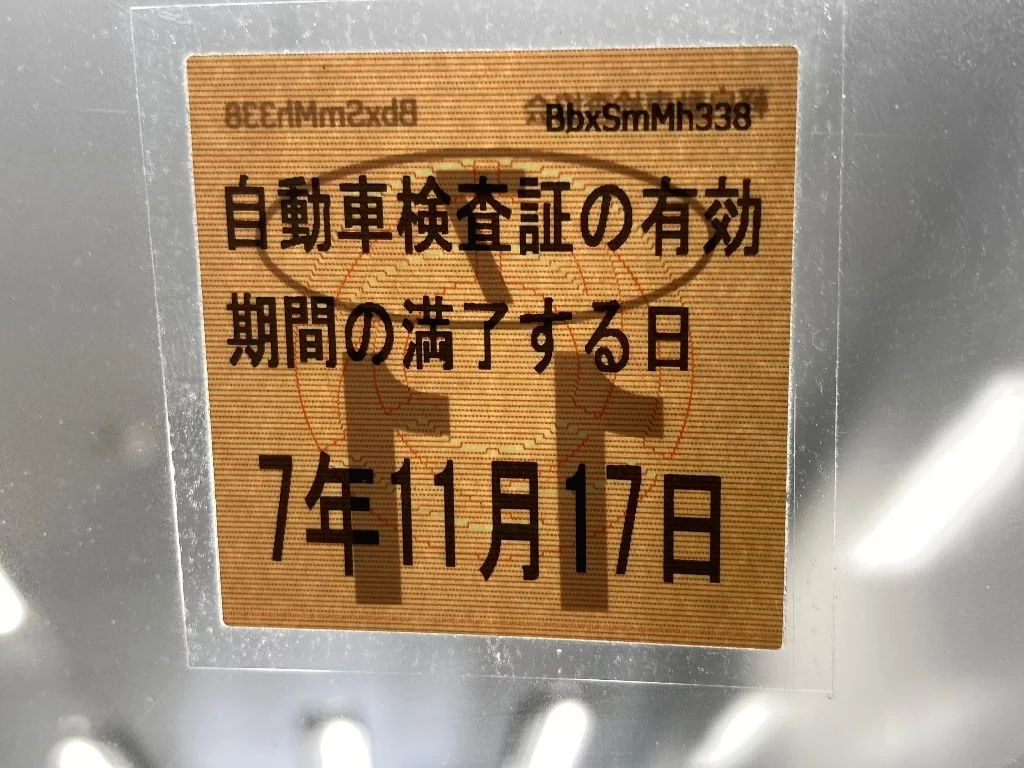 BbxSmMh338
自動車検査証の有効
期間の満了する日
7年11月17日